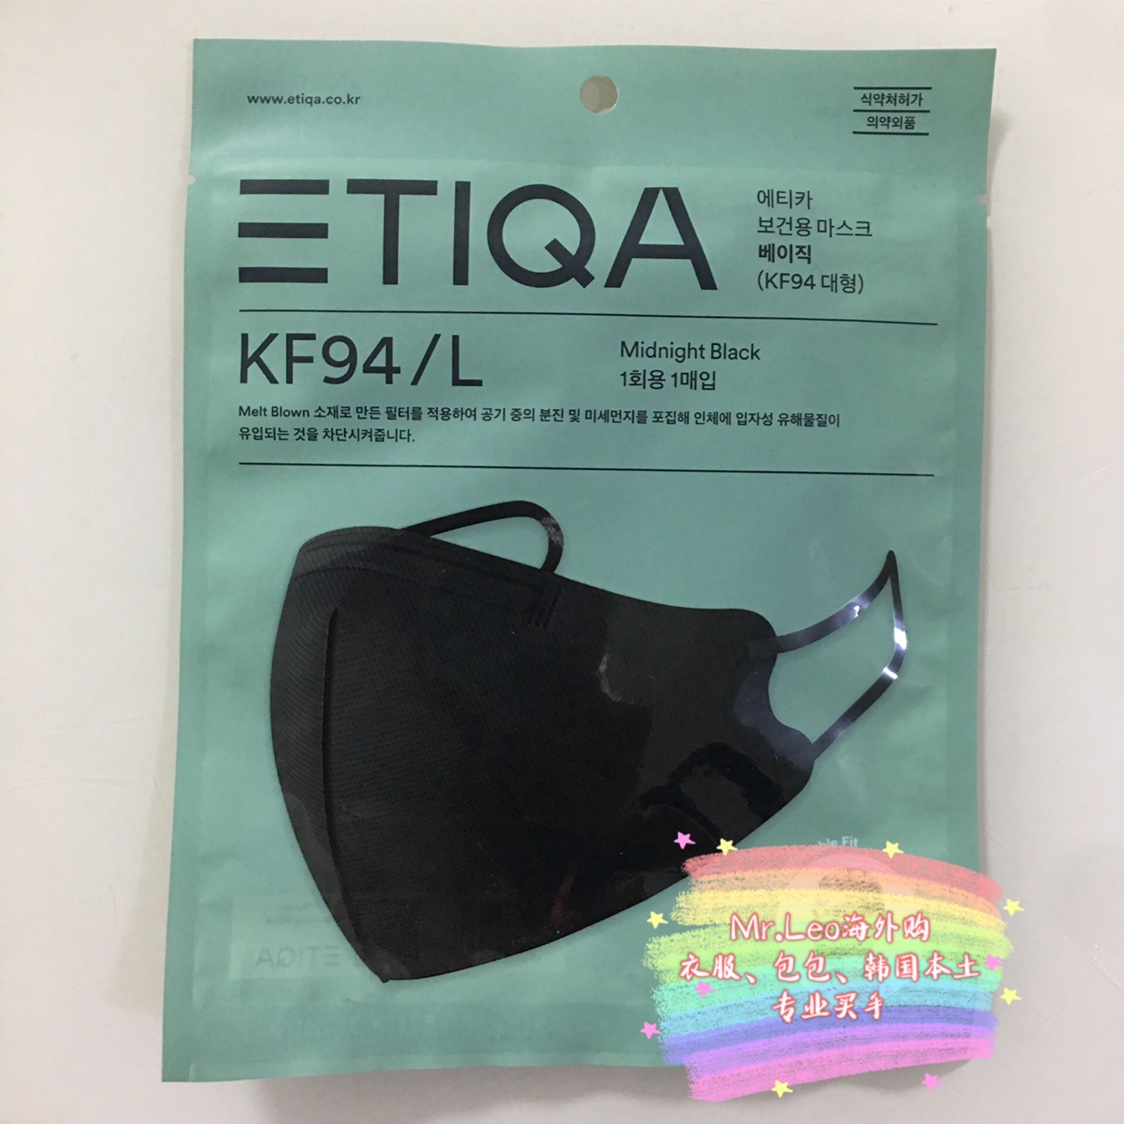 www.etiqa.co.kr
식약처허가
의약외품
ETIQA
에티카
보건용 마스크
베이직
(KF94 대형)
KF94/L
Midnight Black
1회용 1매입
Melt Blown 소재로 만든 필터를 적용하여 공기 중의 분진 및 미세먼지를 포집해 인체에 입자성 유해물질이
유입되는 것을 차단시켜줍니다.
Fit
ETIQA
Mr.Leo海外购
衣服、包包、韩国本土
专业买手